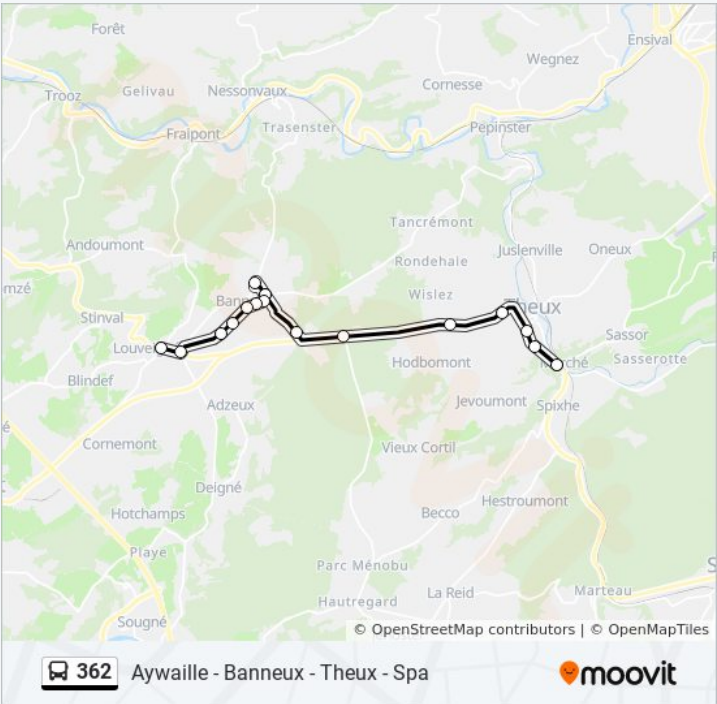 Forêt
Ensival
Wegnez
Cornesse
Trooz
Gelivau
Nessonvaux
Fraipont
Trasenster
Pepinster
Tancrémont
Andoumont
Juslenville
Oneux
Rondehale
Wislez
Theux
Stinval
Sassor
Sasserotte
Hodbomont
Blindef
Adzeux
Jevoumont
Spixhe
Cornemont
Vieux Cortil
Deigné
Hestroumont
Hotchamps
Becco
Playe
Parc Ménobu
La Reid
Marteau
Hautregard
Sougné
© OpenStreetMap contributors | © OpenMapTiles
362 Aywaille - Banneux - Theux - Spa
moovit